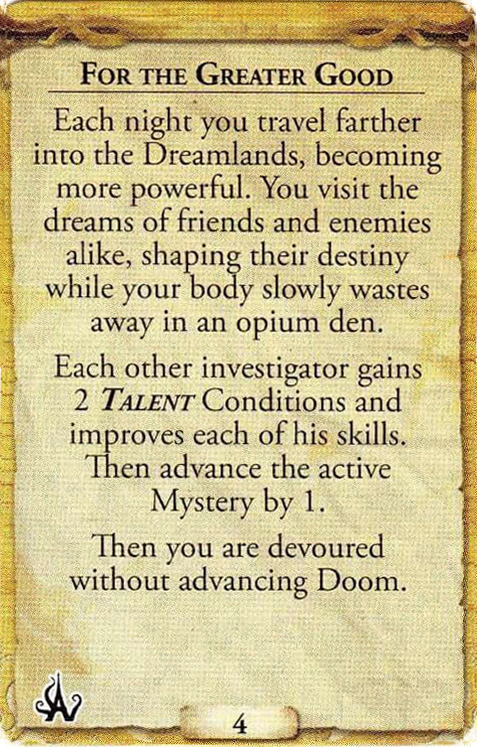 For the Greater Good
Each night you travel farther
into the Dreamlands, becoming
more powerful. You visit the
dreams of friends and enemies
alike, shaping their destiny
while your body slowly wastes
away in an opium den.
Each other investigator gains
2 Talent Conditions and
improves each of his skills.
Then advance the active
Mystery by 1.
Then you are devoured
without advancing Doom.
4